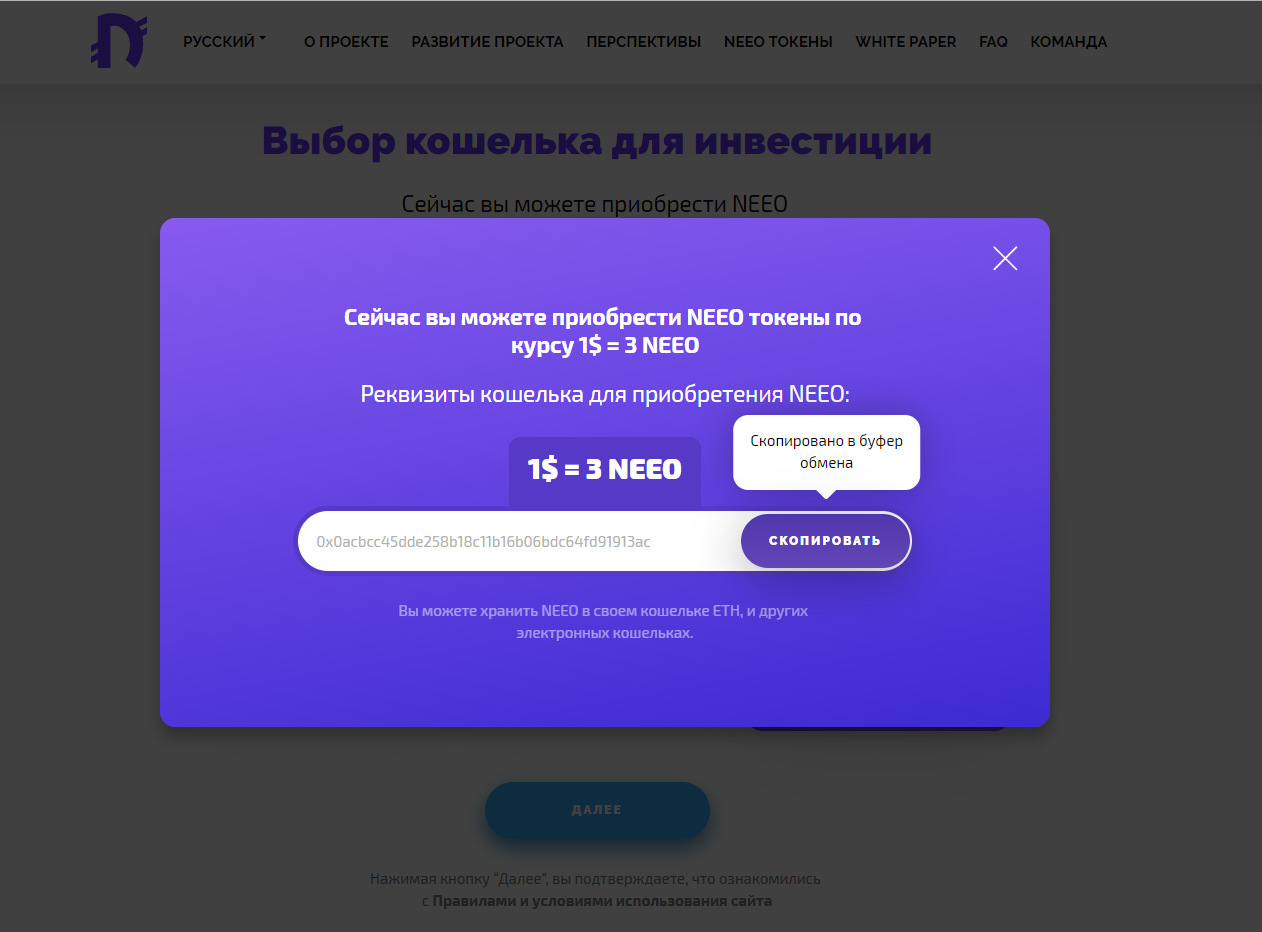 РУССКИЙ О ПРОЕКТЕ РАЗВИТИЕ ПРОЕКТА ПЕРСПЕКТИВЫ NEEO ТОКЕНЫ WHITE PAPER FAQ КОМАНДА
Выбор кошелька для инвестиции
Сейчас вы можете приобрести NEEO
Сейчас вы можете приобрести NEEO токены по
курсу 1$ = 3 NEEO
Реквизиты кошелька для приобретения NEEO:
Скопировано в буфер
обмена
1$ = 3 NEEO
0x0acbcc45dde258b18c11b16b06bdc64fd91913ac
СКОПИРОВАТЬ
Вы можете хранить NEEO в своем кошельке ETH, и других
электронных кошельках.
ДАЛЕЕ
Нажимая кнопку “Далее”, вы подтверждаете, что ознакомились
с Правилами и условиями использования сайта